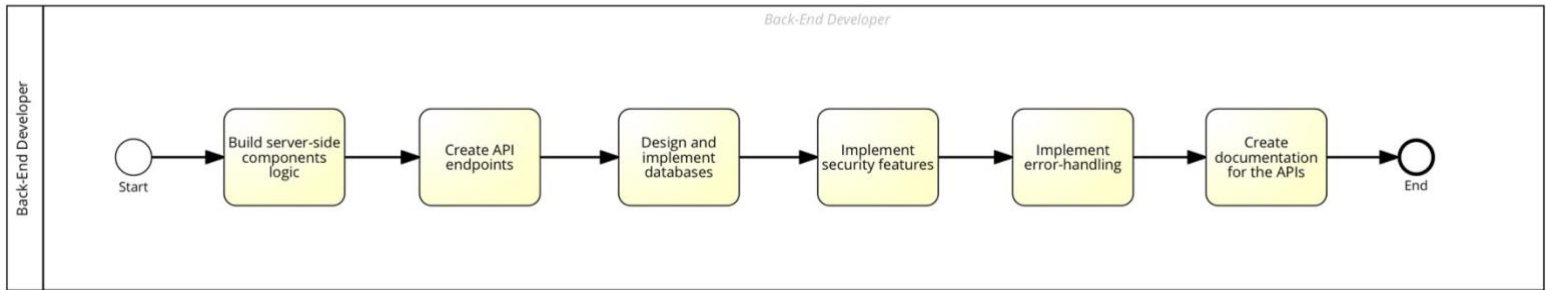 Back-End Developer
Back-End Developer
Start
Build server-side
components
logic
Create API
endpoints
Design and
implement
databases
Implement
security features
Implement
error-handling
Create
documentation
for the APIs
End